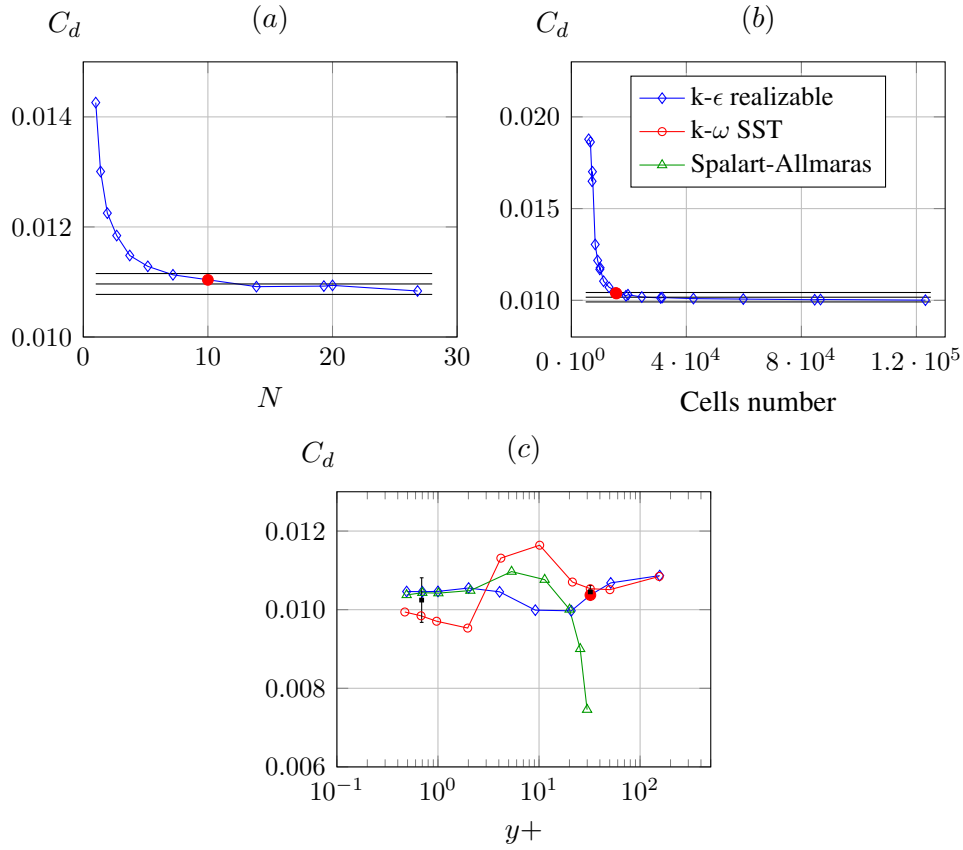 C_d (a)
0.014
0.012
0.010
0 10 20 30
N
C_d (b)
0.020
0.015
0.010
0 · 10^0 4 · 10^4 8 · 10^4 1.2 · 10^5
Cells number
k-ϵ realizable
k-ω SST
Spalart-Allmaras
C_d (c)
0.012
0.010
0.008
0.006
10^−1 10^0 10^1 10^2
y+